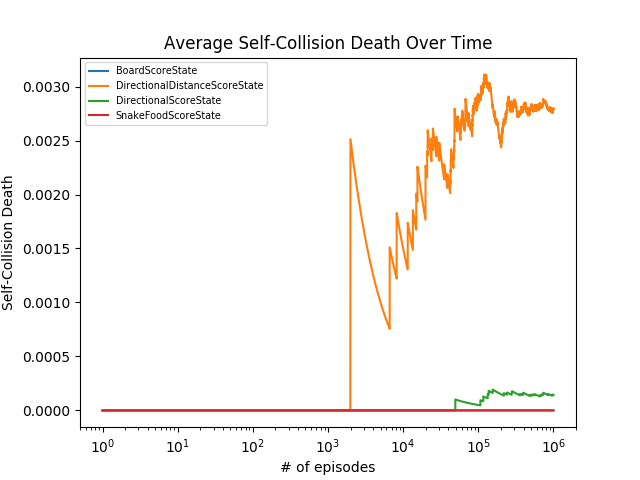 Average Self-Collision Death Over Time
BoardScoreState
DirectionalDistanceScoreState
DirectionalScoreState
SnakeFoodScoreState
Self-Collision Death
0.0030
0.0025
0.0020
0.0015
0.0010
0.0005
0.0000
10⁰ 10¹ 10² 10³ 10⁴ 10⁵ 10⁶
# of episodes